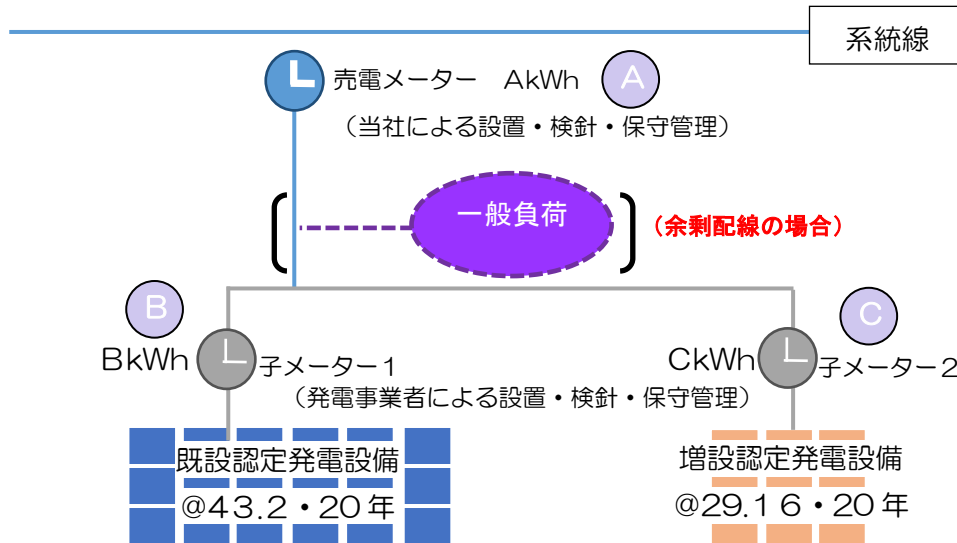 系統線
売電メーター　AkWh
A
（当社による設置・検針・保守管理）
一般負荷
（余剰配線の場合）
B
C
BkWh
子メーター１
CkWh
子メーター２
（発電事業者による設置・検針・保守管理）
既設認定発電設備
@４３.２・20年
増設認定発電設備
@29.１６・20年